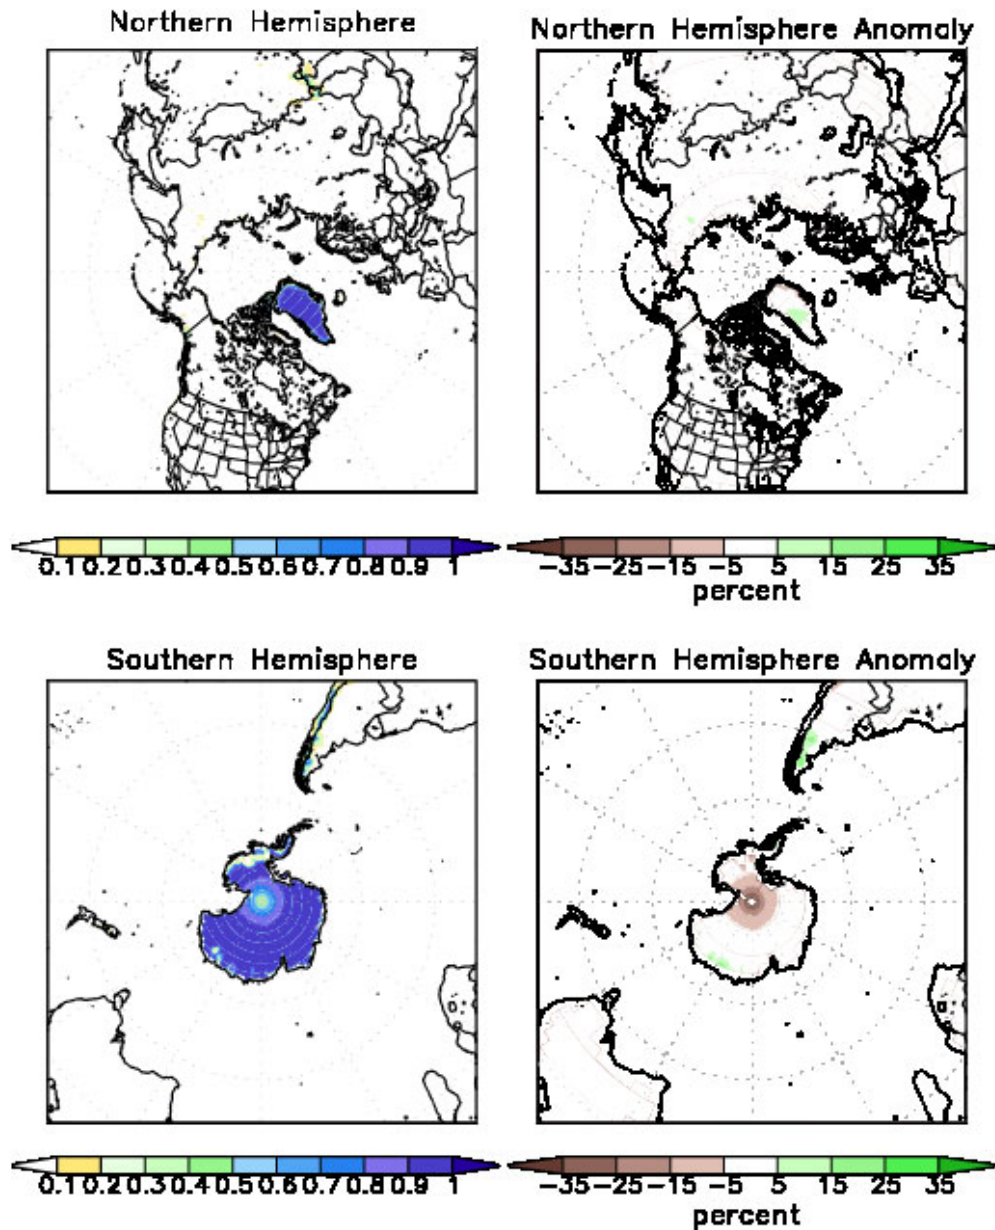 Northern Hemisphere
Northern Hemisphere Anomaly
0.1 0.2 0.3 0.4 0.5 0.6 0.7 0.8 0.9 1
-35 -25 -15 -5 5 15 25 35
percent
Southern Hemisphere
Southern Hemisphere Anomaly
0.1 0.2 0.3 0.4 0.5 0.6 0.7 0.8 0.9 1
-35 -25 -15 -5 5 15 25 35
percent